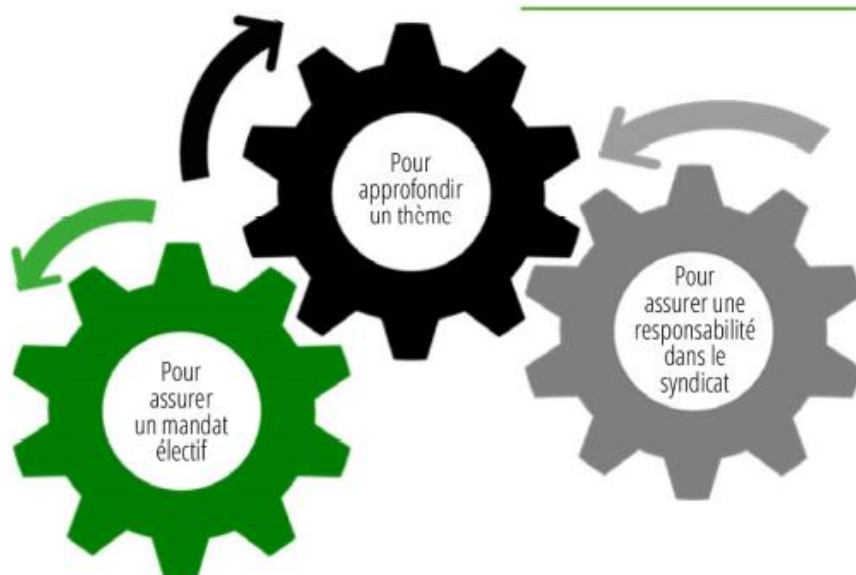 Pour
approfondir
un thème
Pour
assurer une
responsabilité
dans le
syndicat
Pour
assurer
un mandat
électif